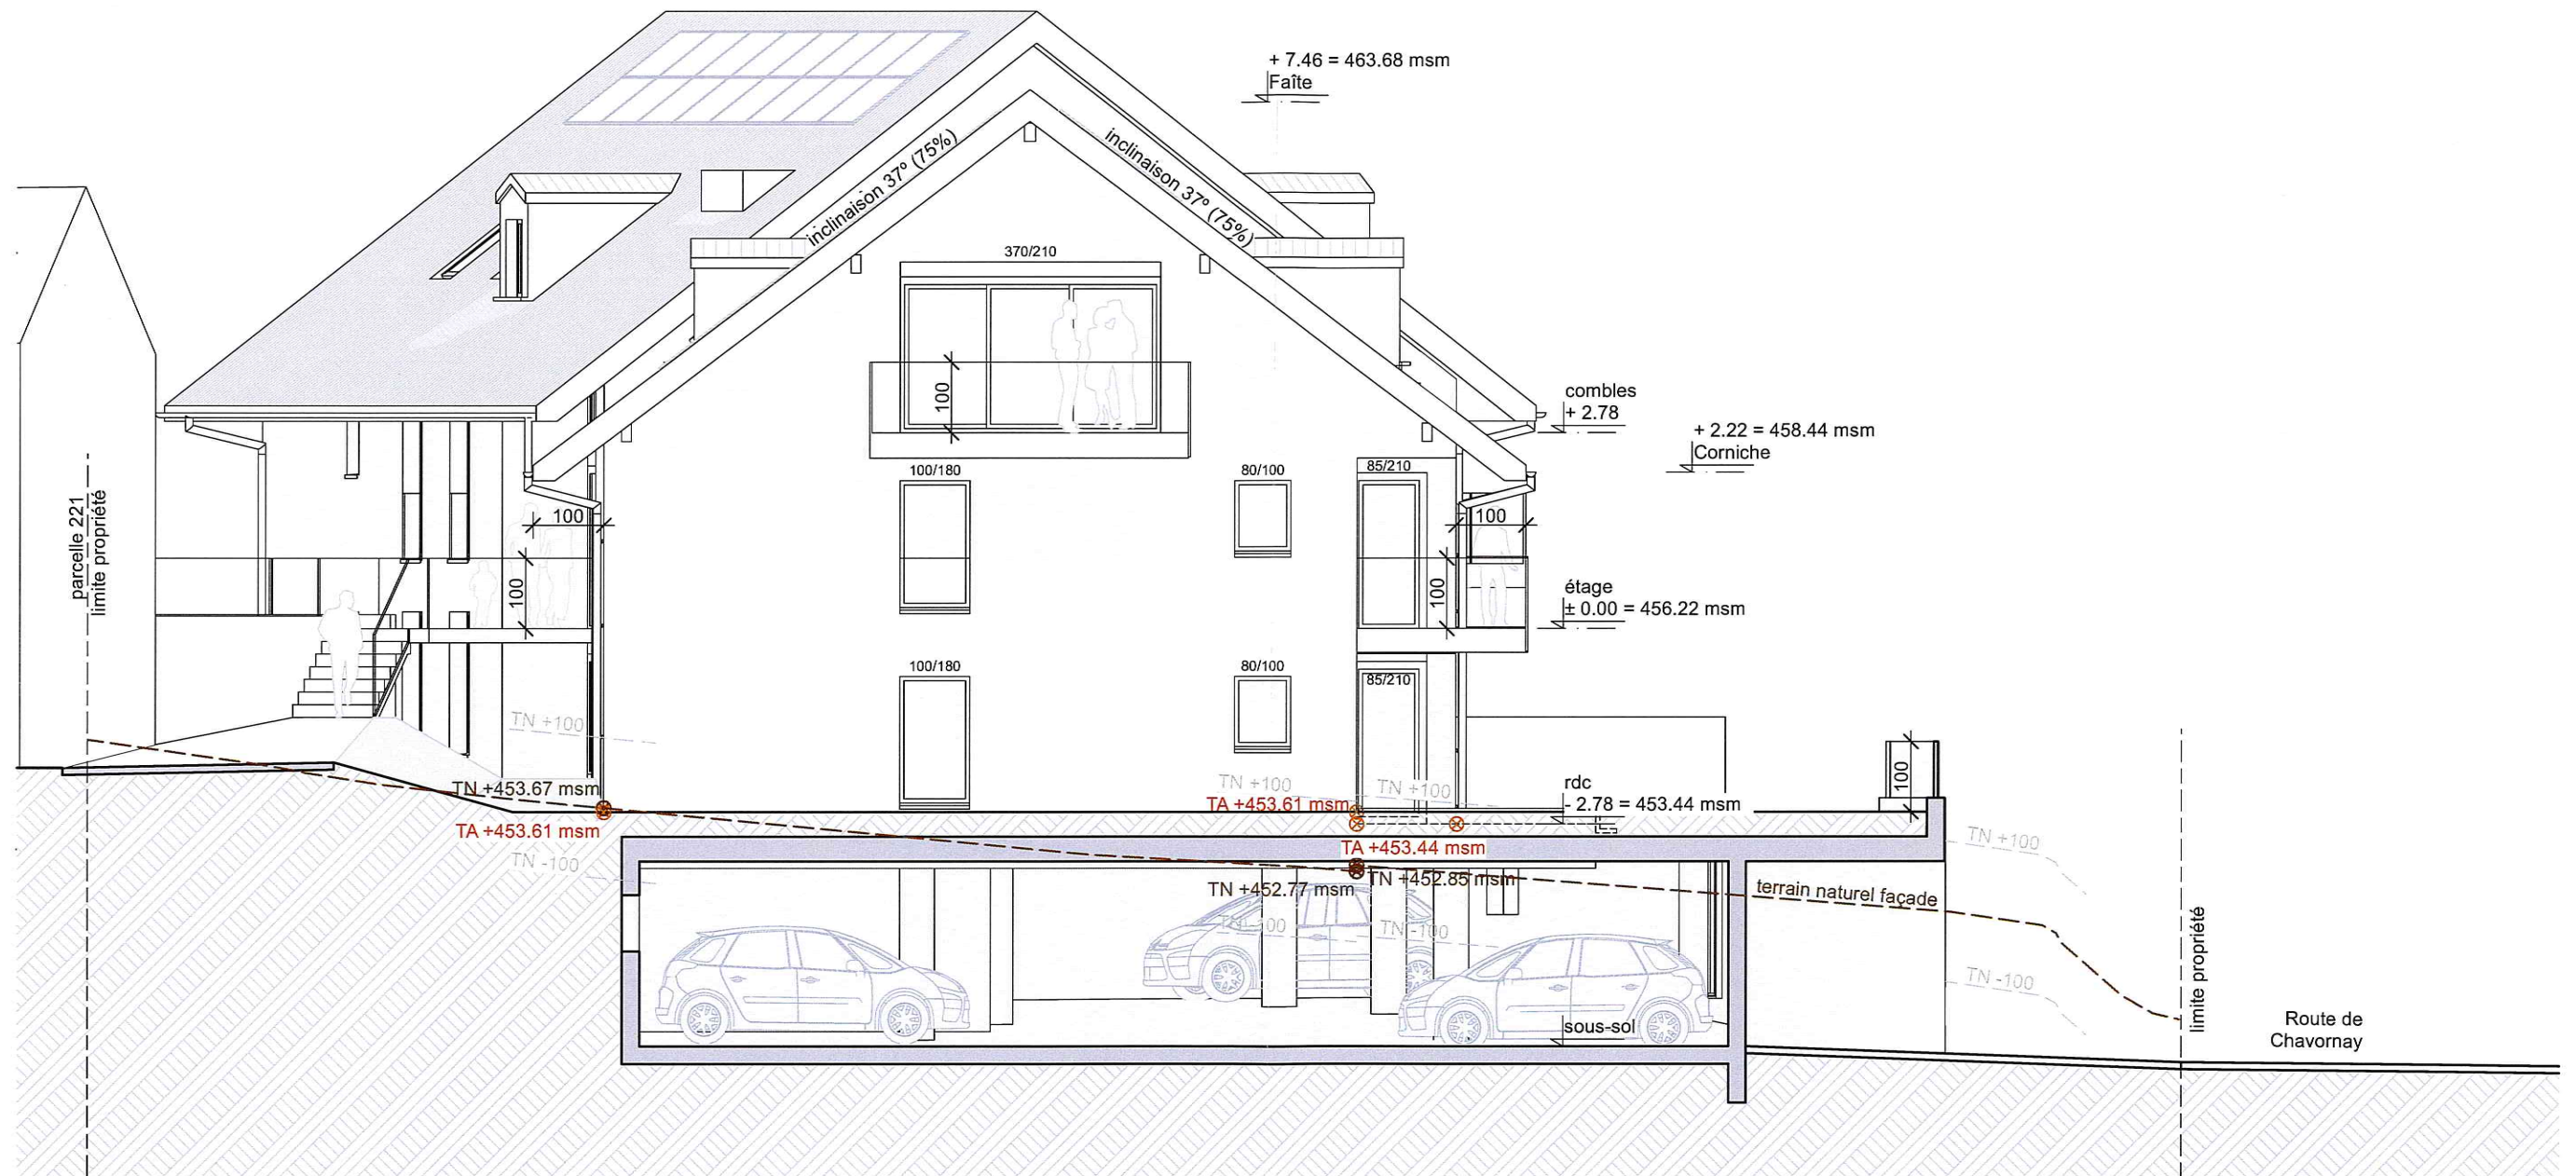 + 7.46 = 463.68 msm
Faîte
inclinaison 37° (75%)
inclinaison 37° (75%)
370/210
100
combles
+ 2.78
+ 2.22 = 458.44 msm
Corniche
100/180
80/100
85/210
parcelle 221
limite propriété
100
100
100
100
étage
± 0.00 = 456.22 msm
100/180
80/100
85/210
TN +100
TN +453.67 msm
TA +453.61 msm
TN -100
TN +100
TN +100
TA +453.61 msm
rdc
- 2.78 = 453.44 msm
100
TA +453.44 msm
TN +452.77 msm
TN +452.85 msm
TN -100
TN -100
terrain naturel façade
TN +100
TN -100
limite propriété
sous-sol
Route de
Chavornay